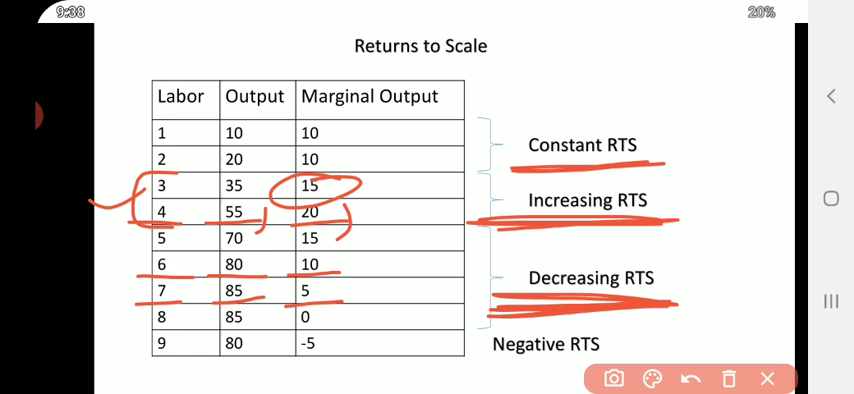 9:38 20%
Returns to Scale
Labor Output Marginal Output
1 10 10
2 20 10
3 35 15
4 55 20
5 70 15
6 80 10
7 85 5
8 85 0
9 80 -5
Constant RTS
Increasing RTS
Decreasing RTS
Negative RTS